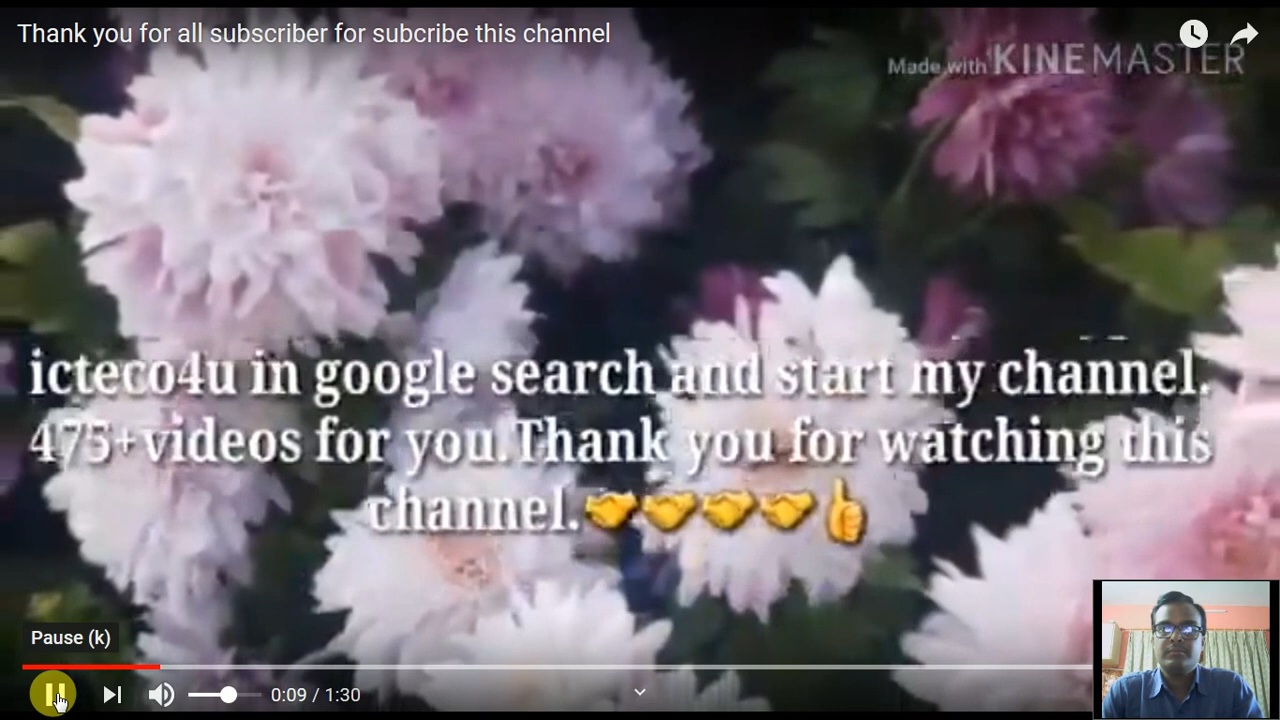 Thank you for all subscriber for subcribe this channel
Made with KINEMASTER
icteco4u in google search and start my channel.
475+videos for you.Thank you for watching this
channel.🤝🤝🤝🤝👍
Pause (k)
0:09 / 1:30